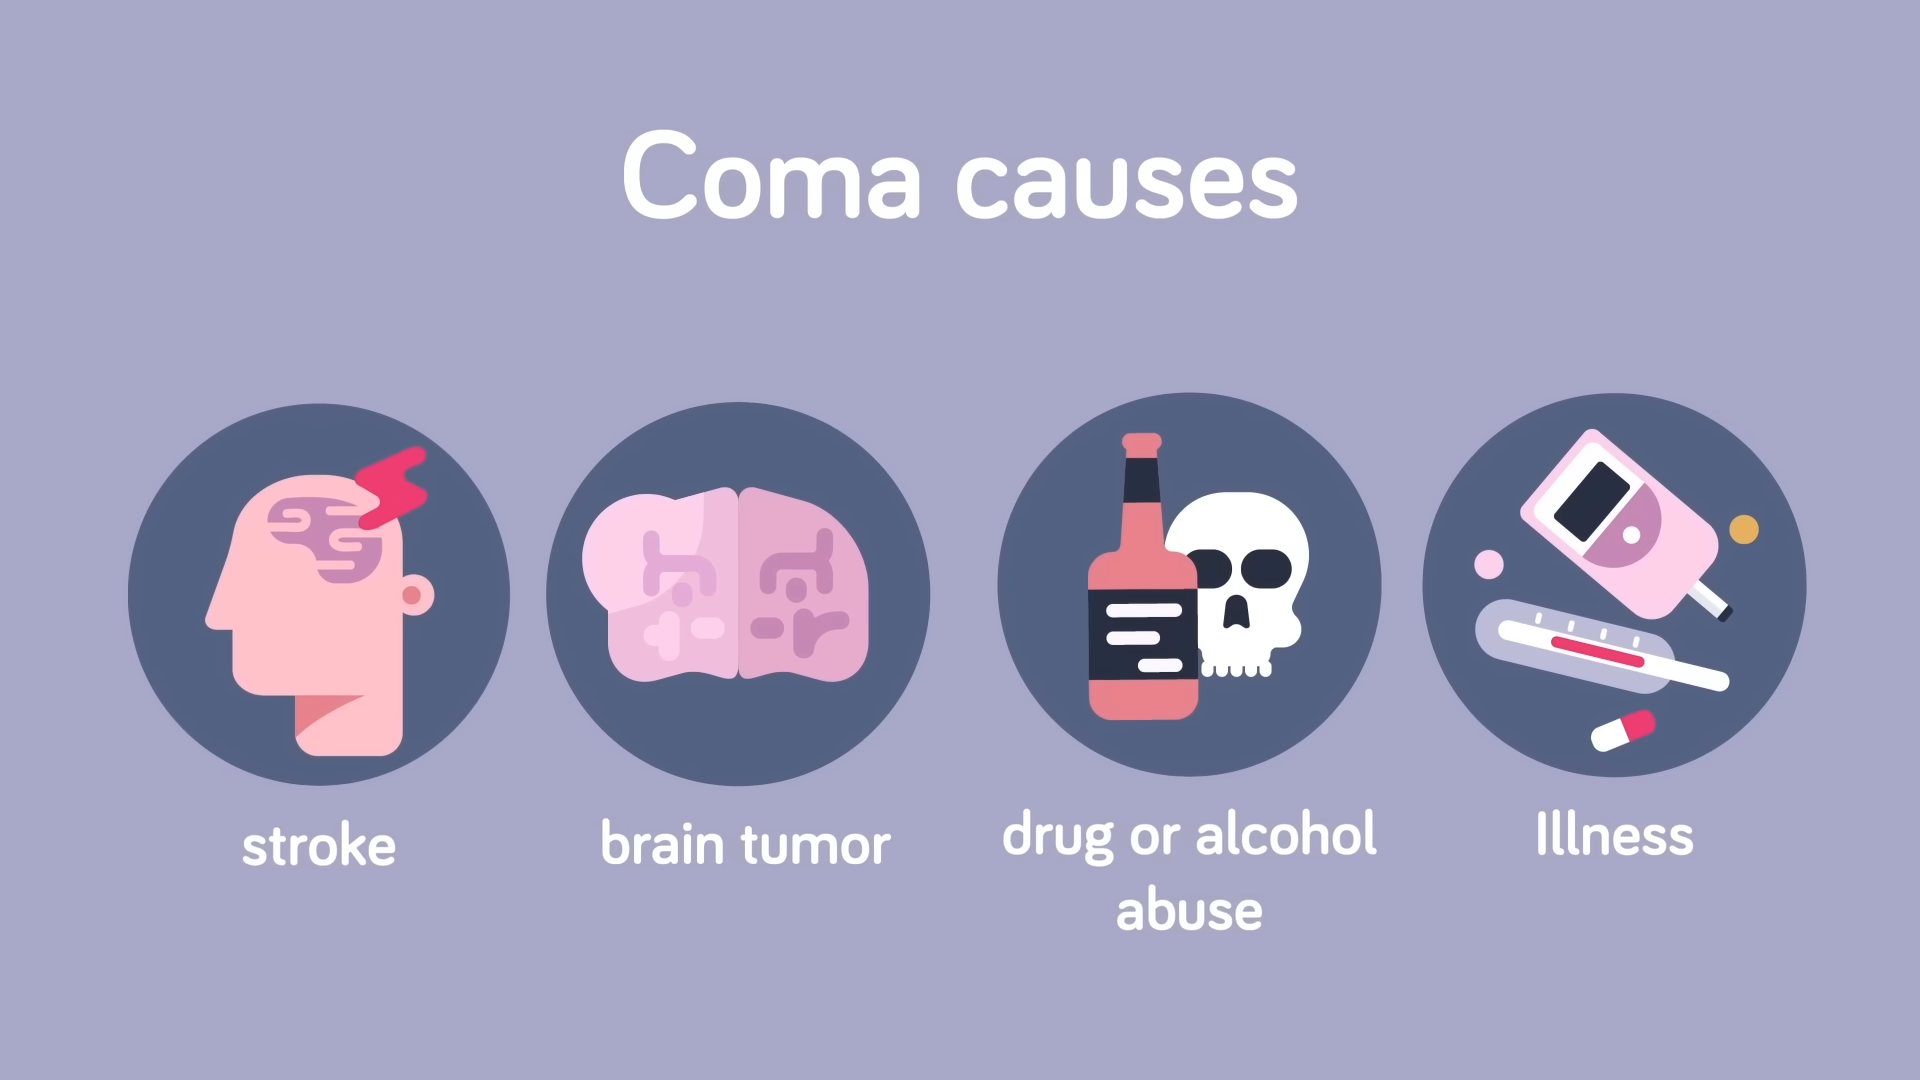 Coma causes
stroke
brain tumor
drug or alcohol
abuse
Illness